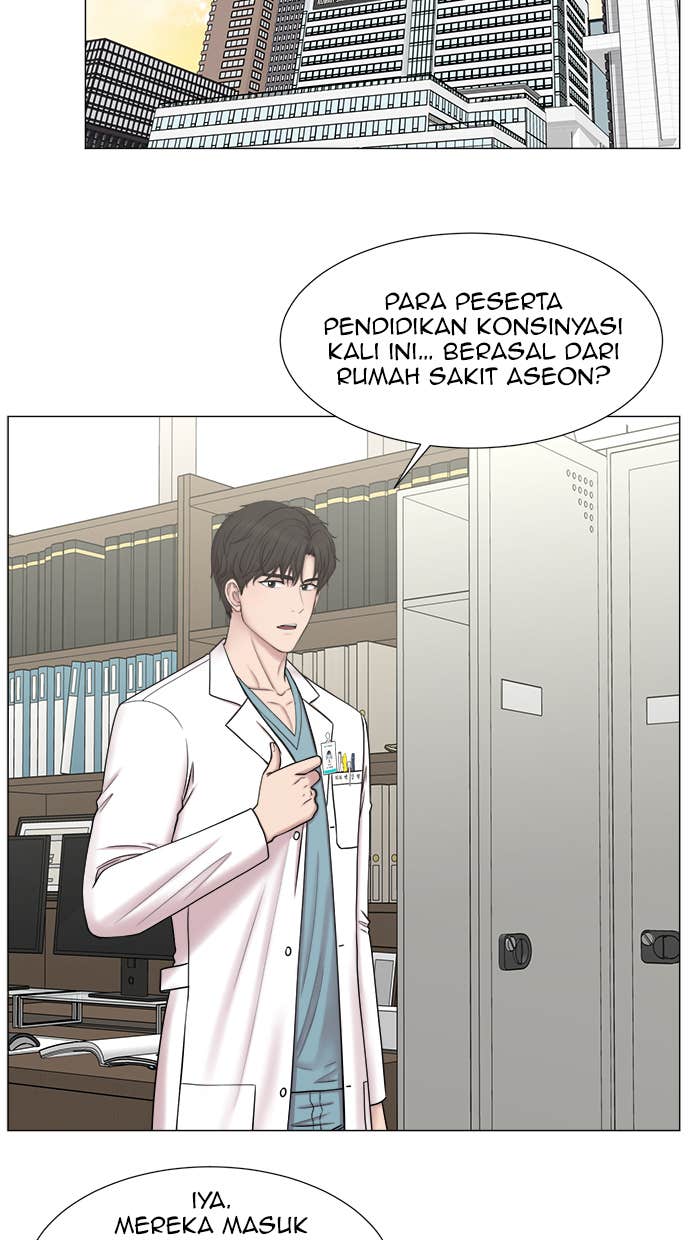 PARA PESERTA
PENDIDIKAN KONSINYASI
KALI INI... BERASAL DARI
RUMAH SAKIT ASEON?
IYA,
MEREKA MASUK